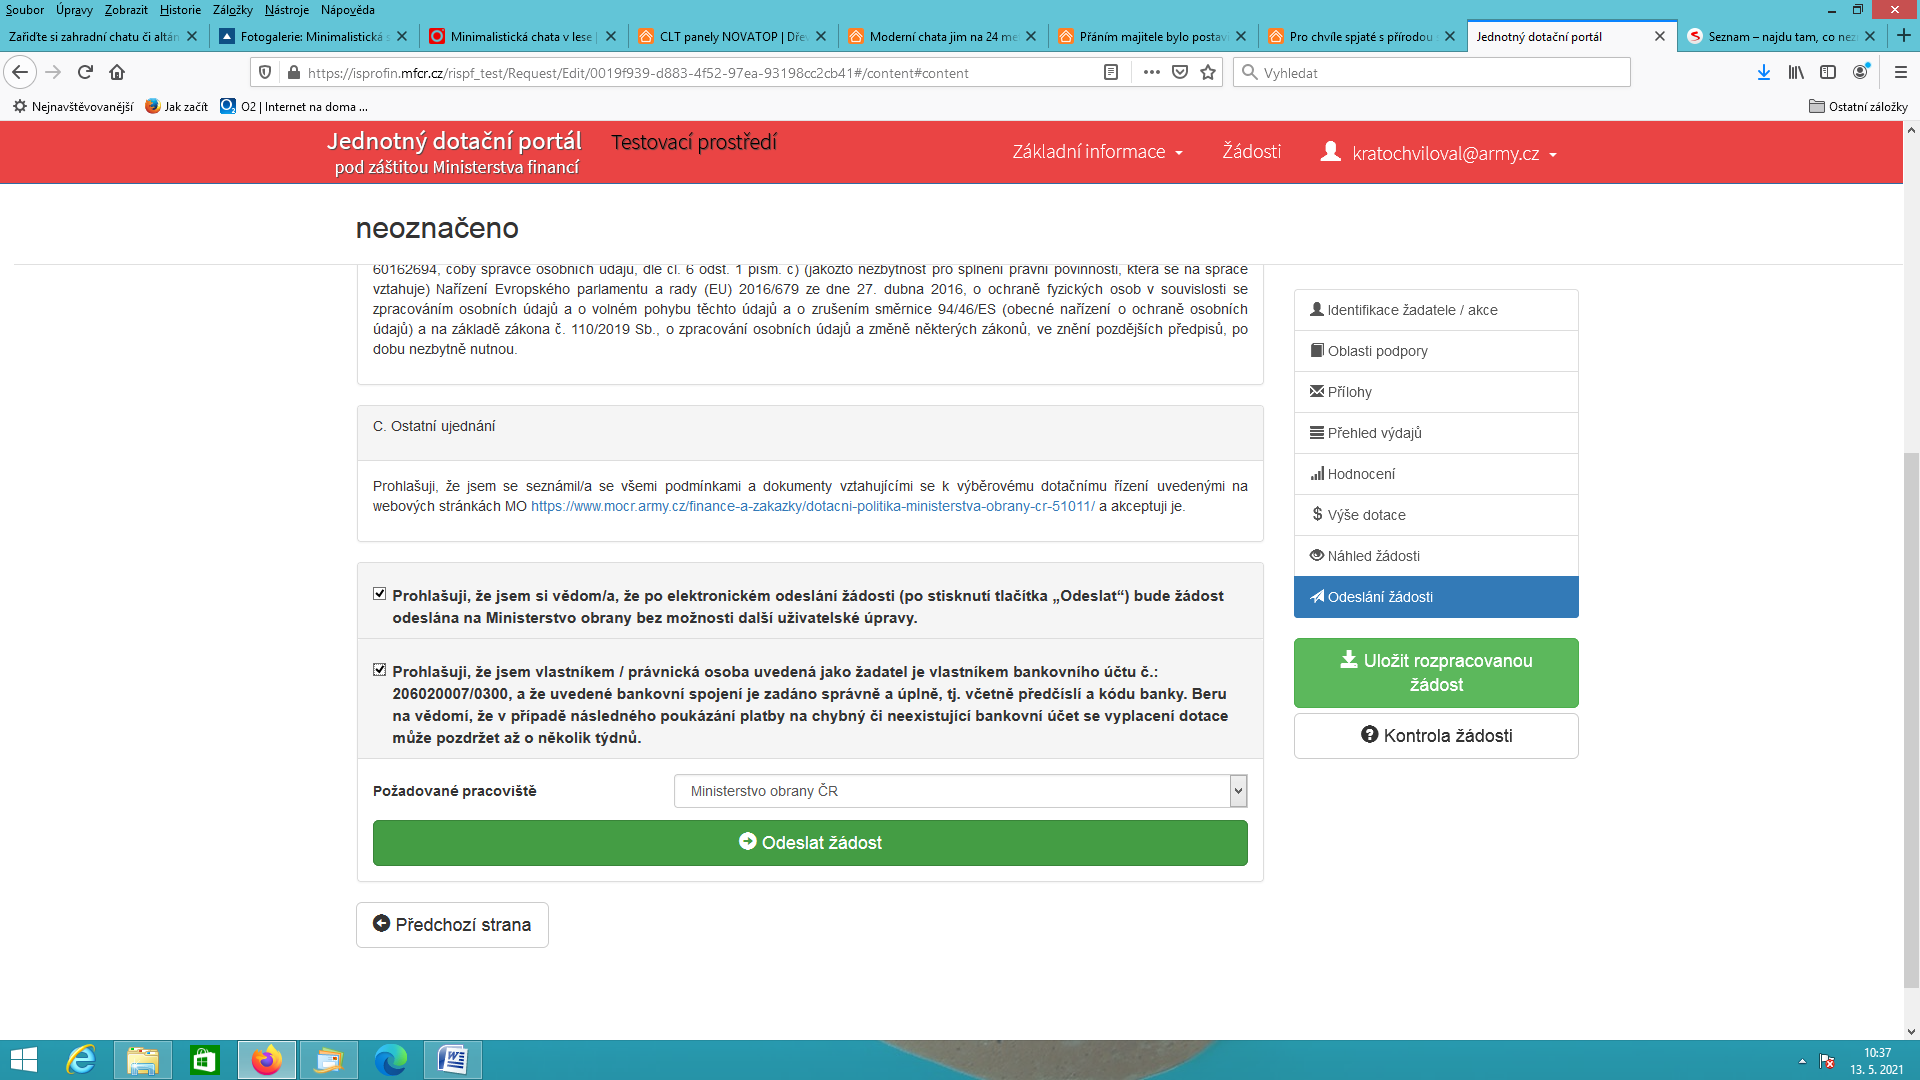 Soubor Úpravy Zobrazit Historie Záložky Nástroje Nápověda
Zařiďte si zahradní chatu či altán
Fotogalerie: Minimalistická
Minimalistická chata v lese
CLT panely NOVATOP | Dřev
Moderní chata jim na 24 me
Přáním majitele bylo postav
Pro chvíle spjaté s přírodou
Jednotný dotační portál
Seznam – najdu tam, co nez
https://isprofin.mfcr.cz/rispf_test/Request/Edit/0019f939-d883-4f52-97ea-93198cc2cb41#/content#content
Vyhledat
Nejnavštěvovanější Jak začít O2 | Internet na doma ... Ostatní záložky
Jednotný dotační portál
pod záštitou Ministerstva financí
Testovací prostředí
Základní informace Žádosti kratochviloval@army.cz
neoznačeno
60162694, coby správce osobních údajů, dle čl. 6 odst. 1 písm. c) (jakožto nezbytnost pro splnění právní povinnosti, která se na správce
vztahuje) Nařízení Evropského parlamentu a rady (EU) 2016/679 ze dne 27. dubna 2016, o ochraně fyzických osob v souvislosti se
zpracováním osobních údajů a o volném pohybu těchto údajů a o zrušením směrnice 94/46/ES (obecné nařízení o ochraně osobních
údajů) a na základě zákona č. 110/2019 Sb., o zpracování osobních údajů a změně některých zákonů, ve znění pozdějších předpisů, po
dobu nezbytně nutnou.
C. Ostatní ujednání
Prohlašuji, že jsem se seznámil/a se všemi podmínkami a dokumenty vztahujícími se k výběrovému dotačnímu řízení uvedenými na
webových stránkách MO https://www.mocr.army.cz/finance-a-zakazky/dotacni-politika-ministerstva-obrany-cr-51011/ a akceptuji je.
Prohlašuji, že jsem si vědom/a, že po elektronickém odeslání žádosti (po stisknutí tlačítka „Odeslat“) bude žádost
odeslána na Ministerstvo obrany bez možnosti další uživatelské úpravy.
Prohlašuji, že jsem vlastníkem / právnická osoba uvedená jako žadatel je vlastníkem bankovního účtu č.:
206020007/0300, a že uvedené bankovní spojení je zadáno správně a úplně, tj. včetně předčíslí a kódu banky. Beru
na vědomí, že v případě následného poukázání platby na chybný či neexistující bankovní účet se vyplacení dotace
může pozdržet až o několik týdnů.
Požadované pracoviště Ministerstvo obrany ČR
Odeslat žádost
Předchozí strana
Identifikace žadatele / akce
Oblasti podpory
Přílohy
Přehled výdajů
Hodnocení
$ Výše dotace
Náhled žádosti
Odeslání žádosti
Uložit rozpracovanou
žádost
Kontrola žádosti
10:37
13. 5. 2021